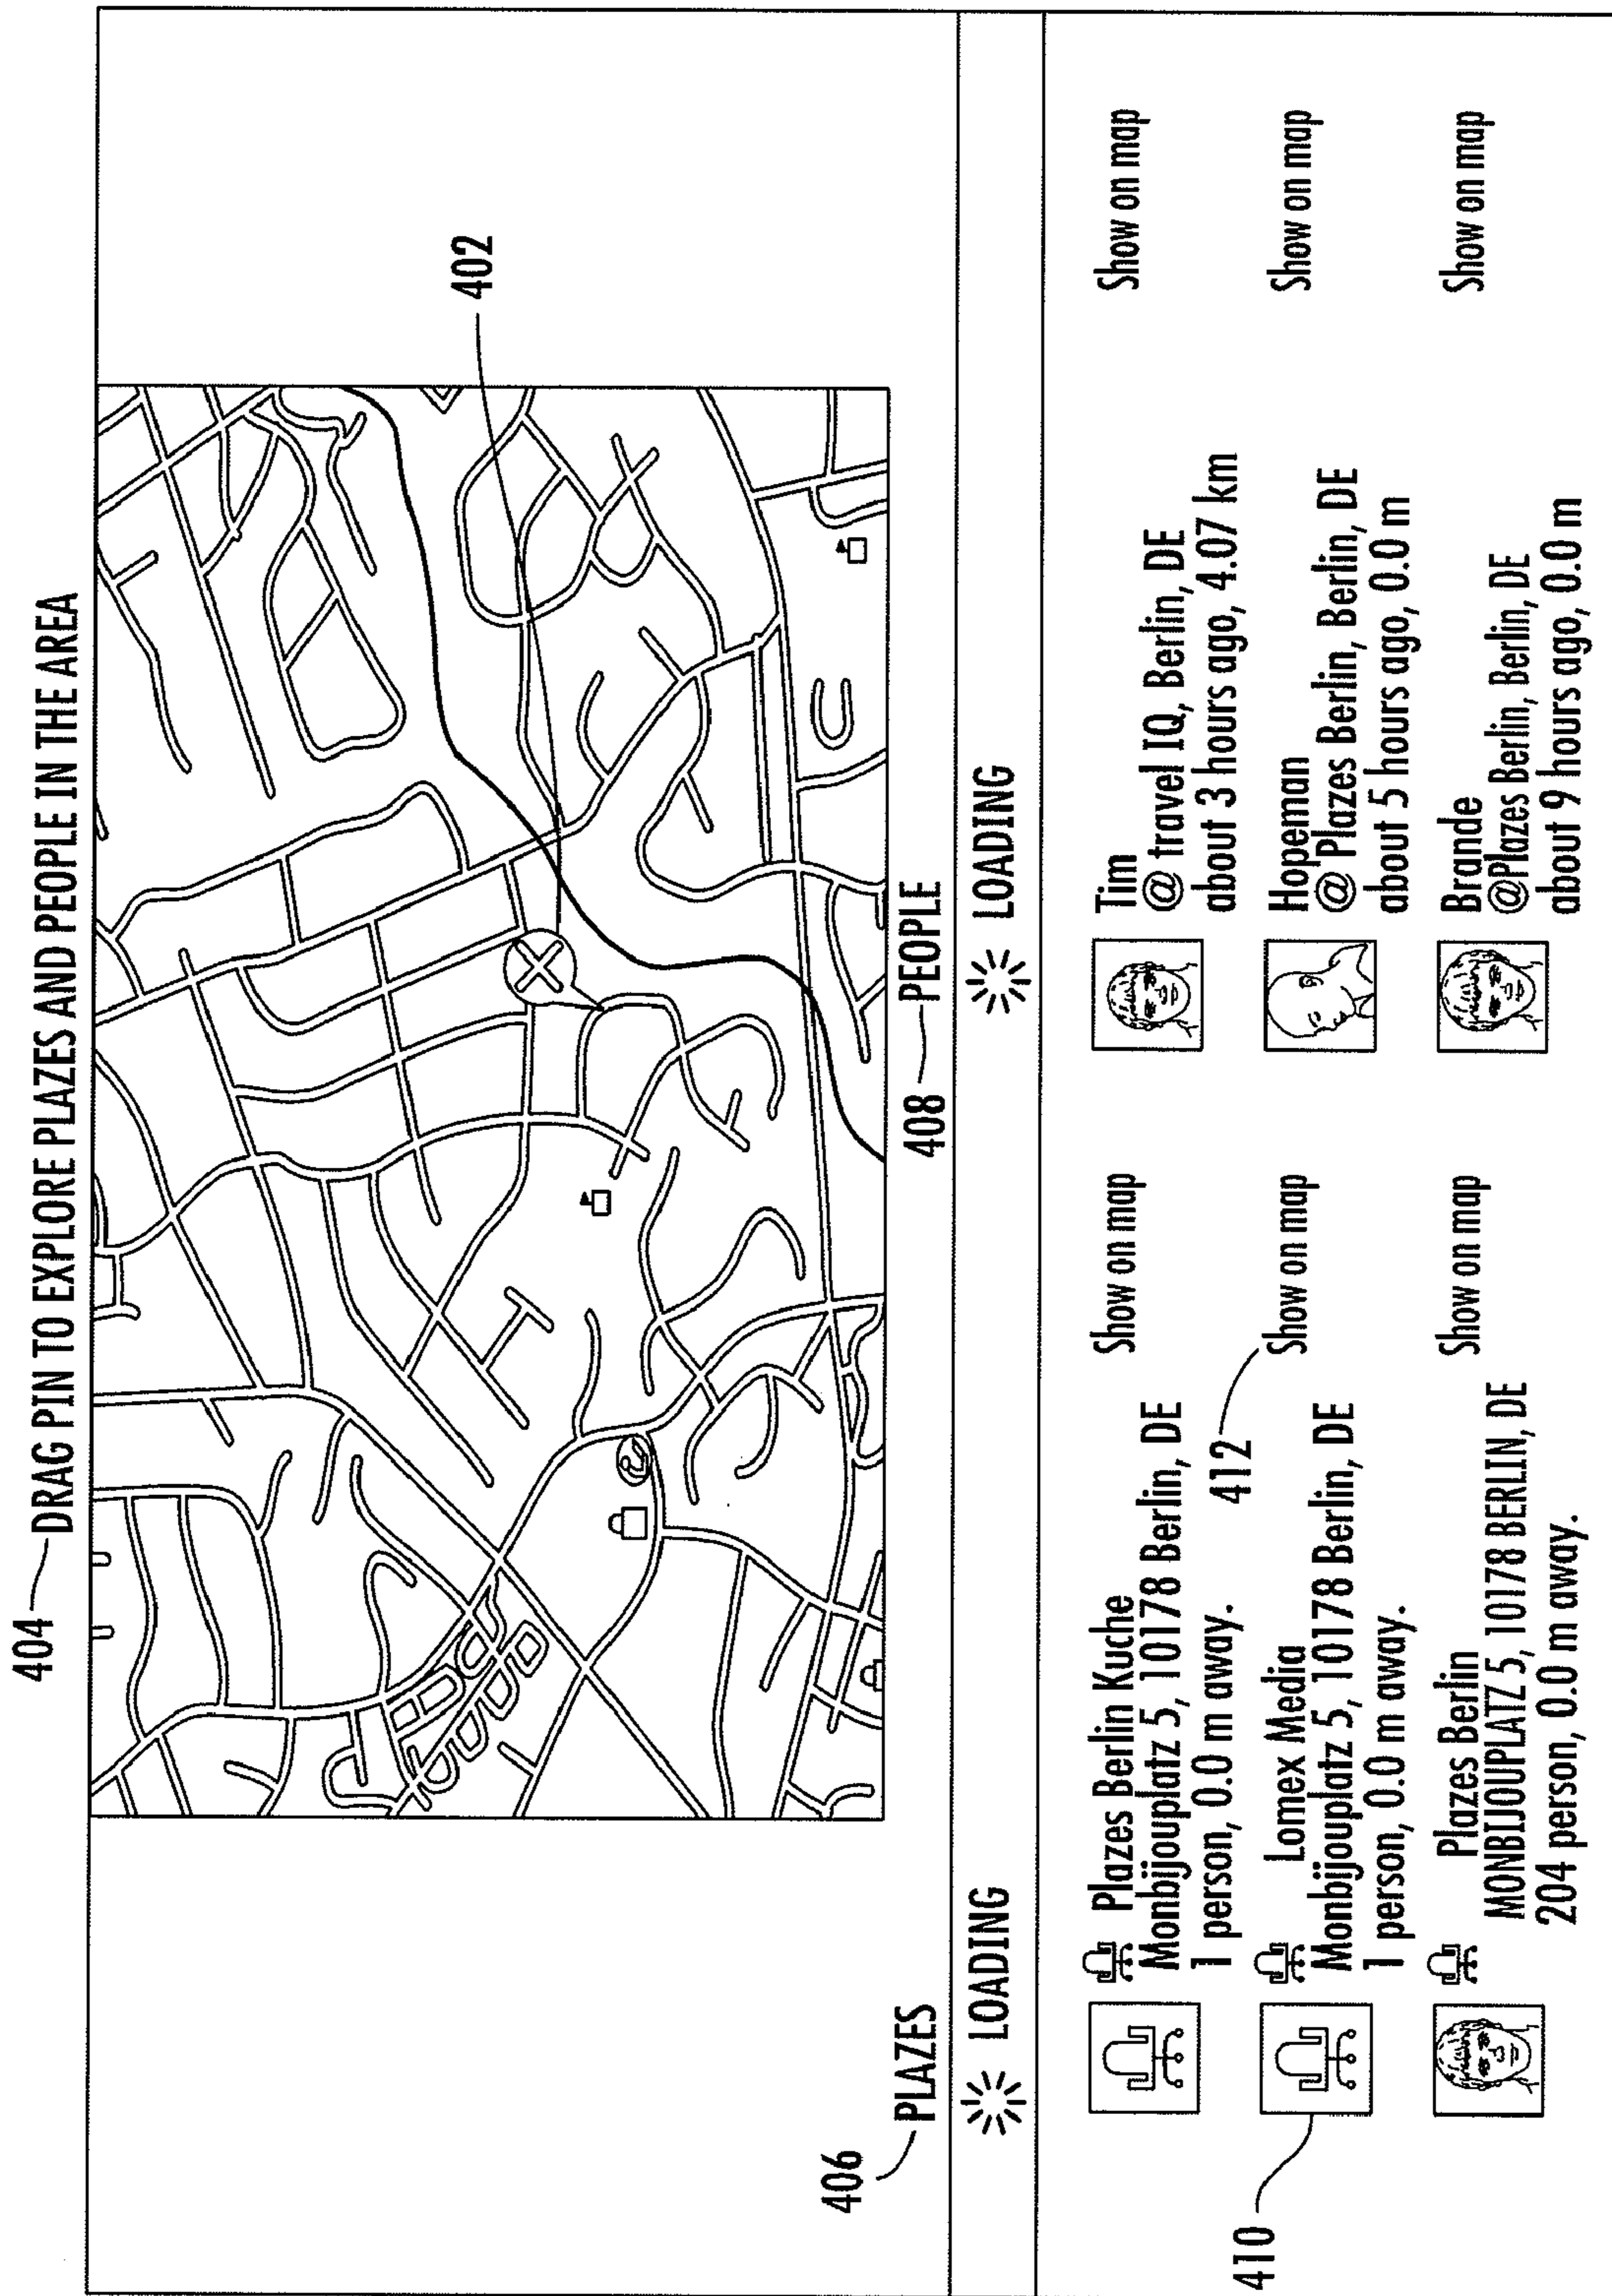 404 DRAG PIN TO EXPLORE PLAZES AND PEOPLE IN THE AREA
402
406 PLAZES
408 PEOPLE
LOADING
LOADING
Plazes Berlin Kuche
Monbijouplatz 5, 10178 Berlin, DE
1 person, 0.0 m away.
Show on map
Tim
@ travel IQ, Berlin, DE
about 3 hours ago, 4.07 km
Show on map
410
Lomex Media
Monbijouplatz 5, 10178 Berlin, DE
1 person, 0.0 m away.
412
Show on map
Hopeman
@ Plazes Berlin, Berlin, DE
about 5 hours ago, 0.0 m
Show on map
Plazes Berlin
MONBIJOUPLATZ 5, 10178 BERLIN, DE
204 person, 0.0 m away.
Show on map
Brande
@Plazes Berlin, Berlin, DE
about 9 hours ago, 0.0 m
Show on map